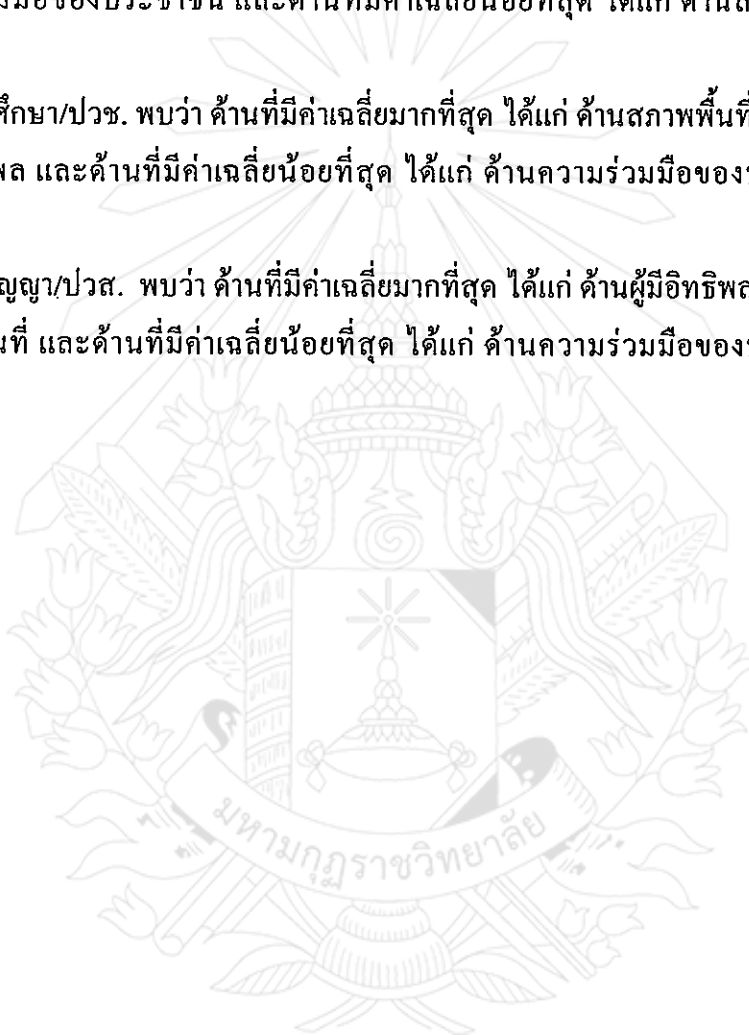 มือของประชาชน และด้านที่มีค่าเฉลี่ยน้อยที่สุด ได้แก่
ศึกษา/ปวช. พบว่า ด้านที่มีค่าเฉลี่ยมากที่สุด ได้แก่ ด้านสภาพพื้นที่
พล และด้านที่มีค่าเฉลี่ยน้อยที่สุด ได้แก่ ด้านความร่วมมือของ
ญญา/ปวส. พบว่า ด้านที่มีค่าเฉลี่ยมากที่สุด ได้แก่ ด้านผู้มีอิทธิพล
นที่ และด้านที่มีค่าเฉลี่ยน้อยที่สุด ได้แก่ ด้านความร่วมมือของ
มหามกุฏราชวิทยาลัย